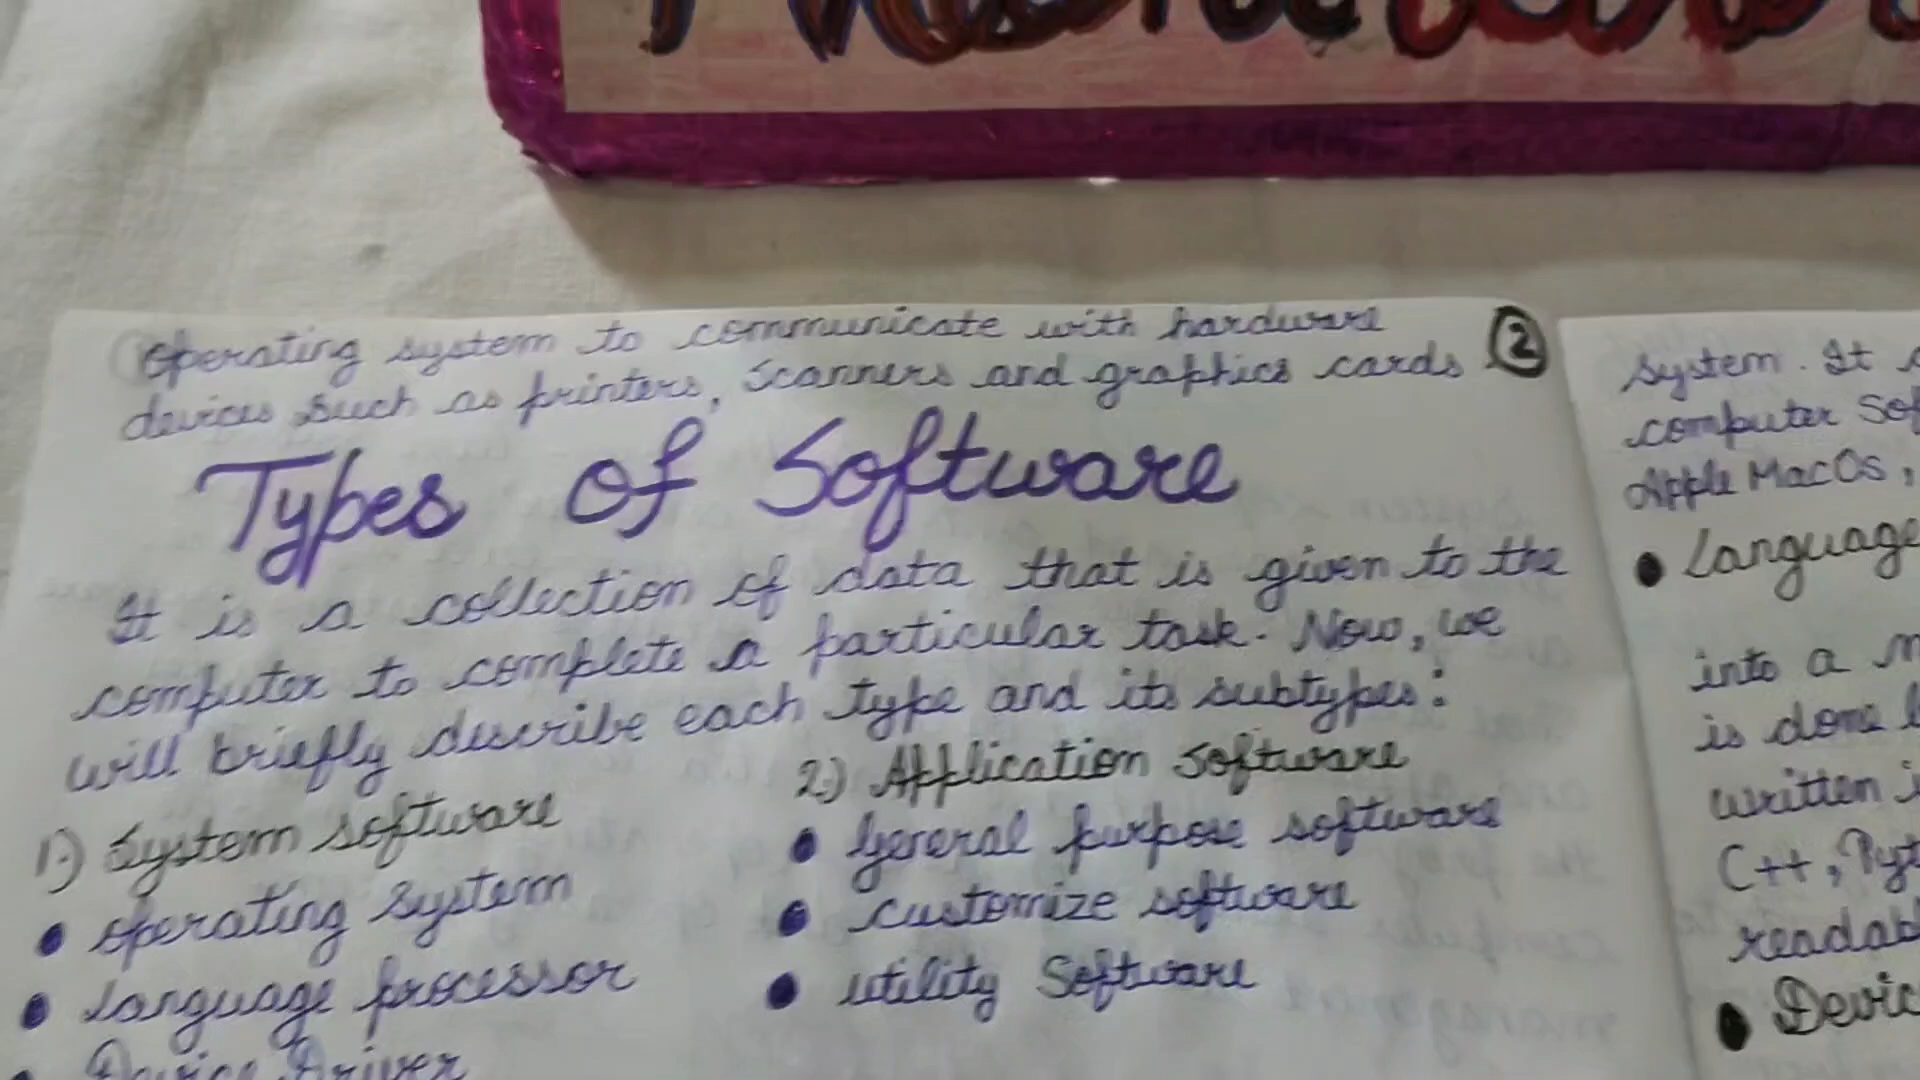 Operating system to communicate with hardware
devices such as printers, scanners and graphics cards
2
Types of Software
It is a collection of data that is given to the
computer to complete a particular task. Now, we
will briefly describe each type and its subtypes:
1.) System software
• operating system
• language processor
• Device Driver
2.) Application software
• General purpose software
• customize software
• utility Software
system. It
computer
Apple MacOs,
• Language
into a
is done
written
C++,